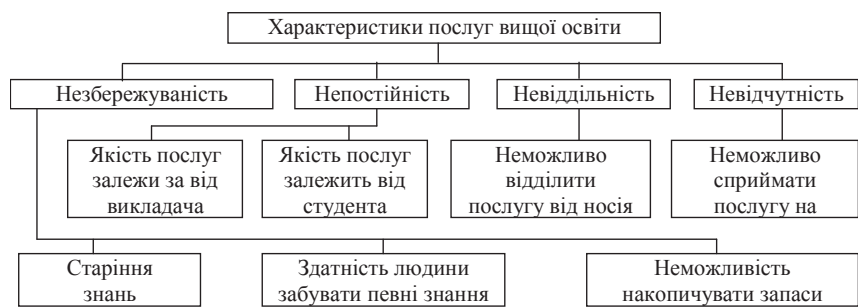 Характеристики послуг вищої освіти
Незбережуваність
Непостійність
Невіддільність
Невідчутність
Якість послуг
залежи за від
викладача
Якість послуг
залежить від
студента
Неможливо
відділити
послугу від носія
Неможливо
сприймати
послугу на
Старіння
знань
Здатність людини
забувати певні знання
Неможливість
накопичувати запаси